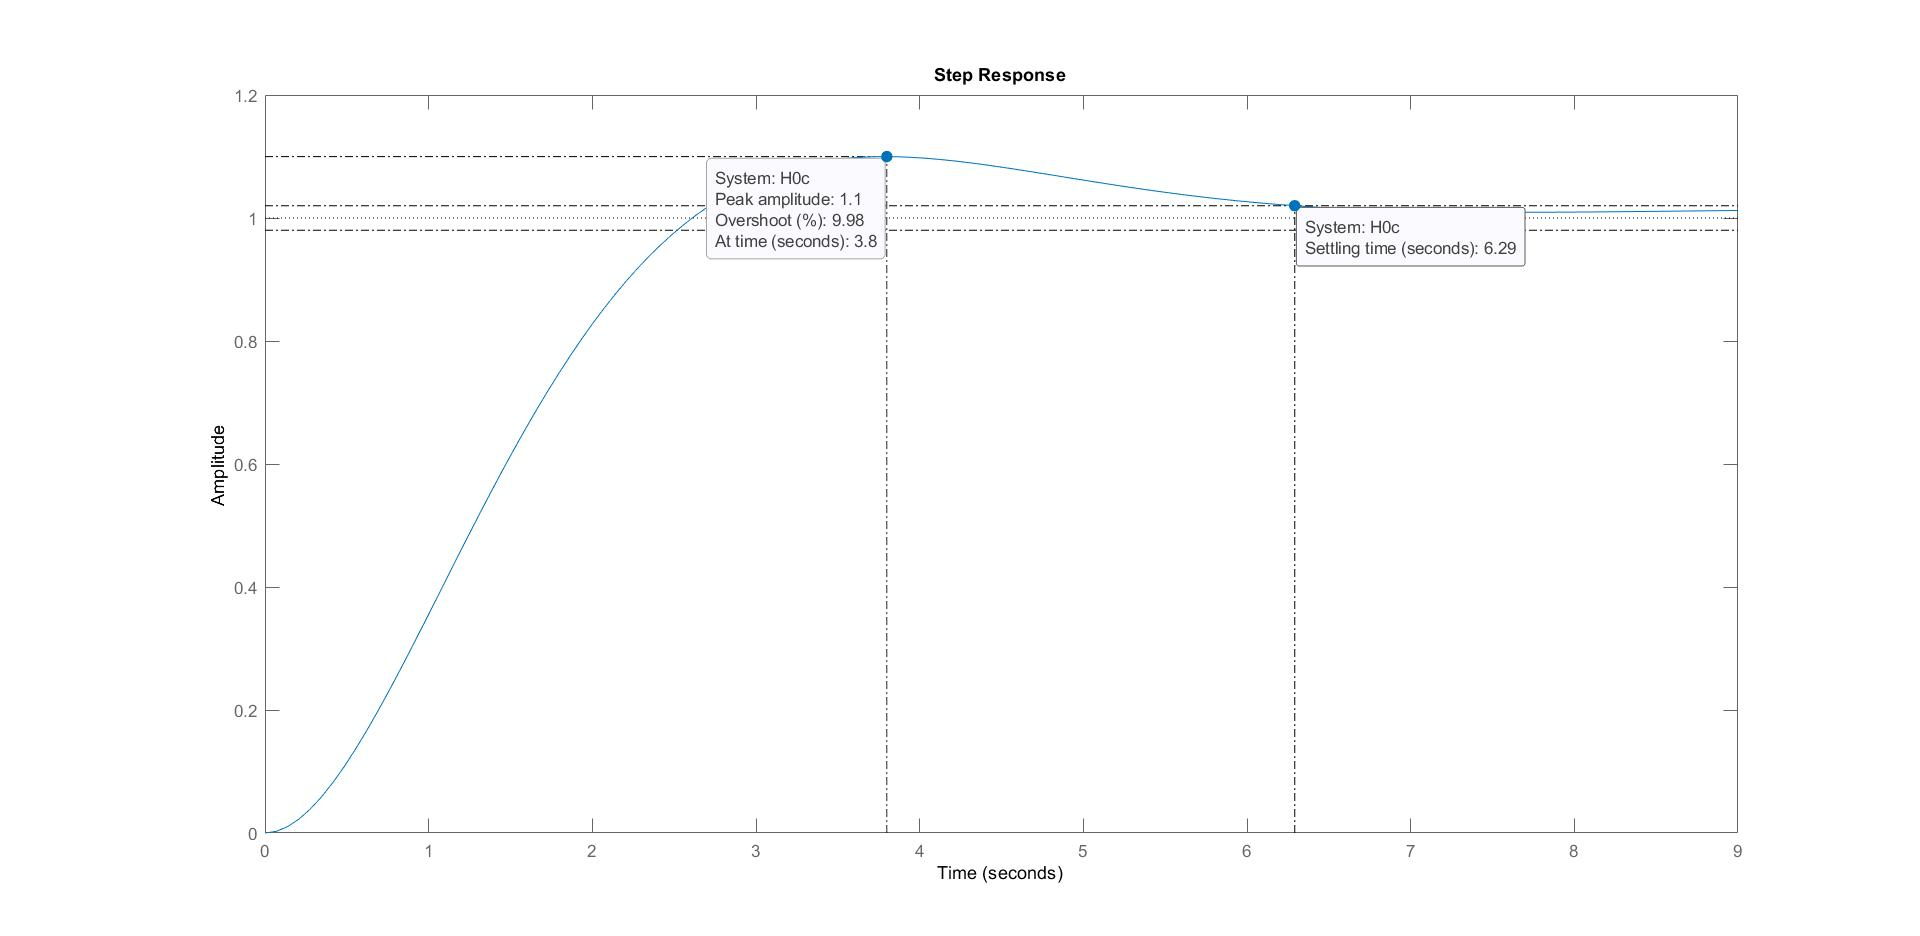 Step Response
1.2
1
0.8
0.6
0.4
0.2
0
Amplitude
System: H0c
Peak amplitude: 1.1
Overshoot (%): 9.98
At time (seconds): 3.8
System: H0c
Settling time (seconds): 6.29
0 1 2 3 4 5 6 7 8 9
Time (seconds)